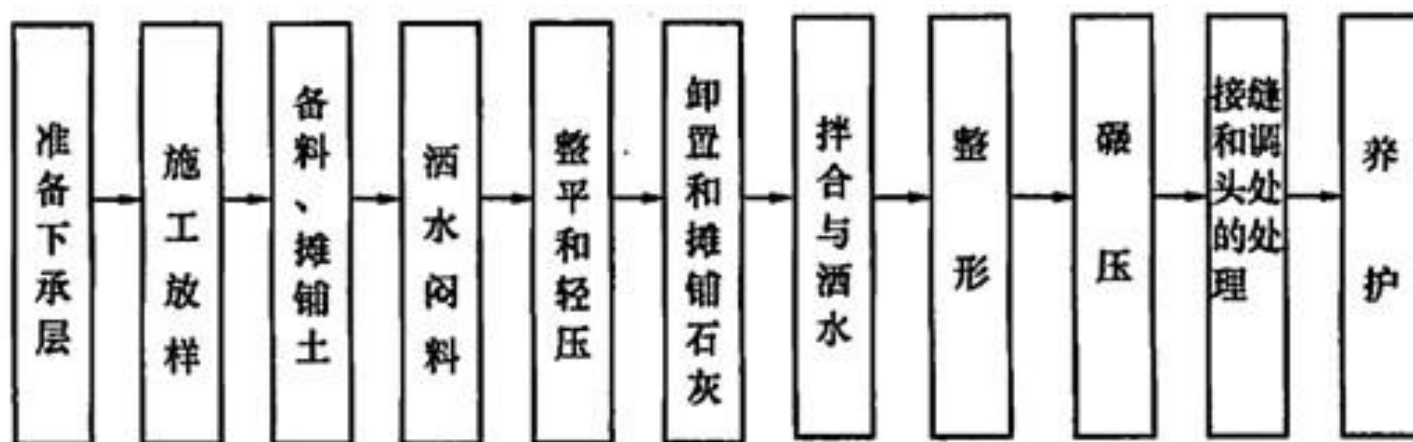 准备下承层
施工放样
备料、摊铺土
洒水闷料
整平和轻压
卸置和摊铺石灰
拌合与洒水
整形
碾压
接缝
和调
头处
的处
理
养护